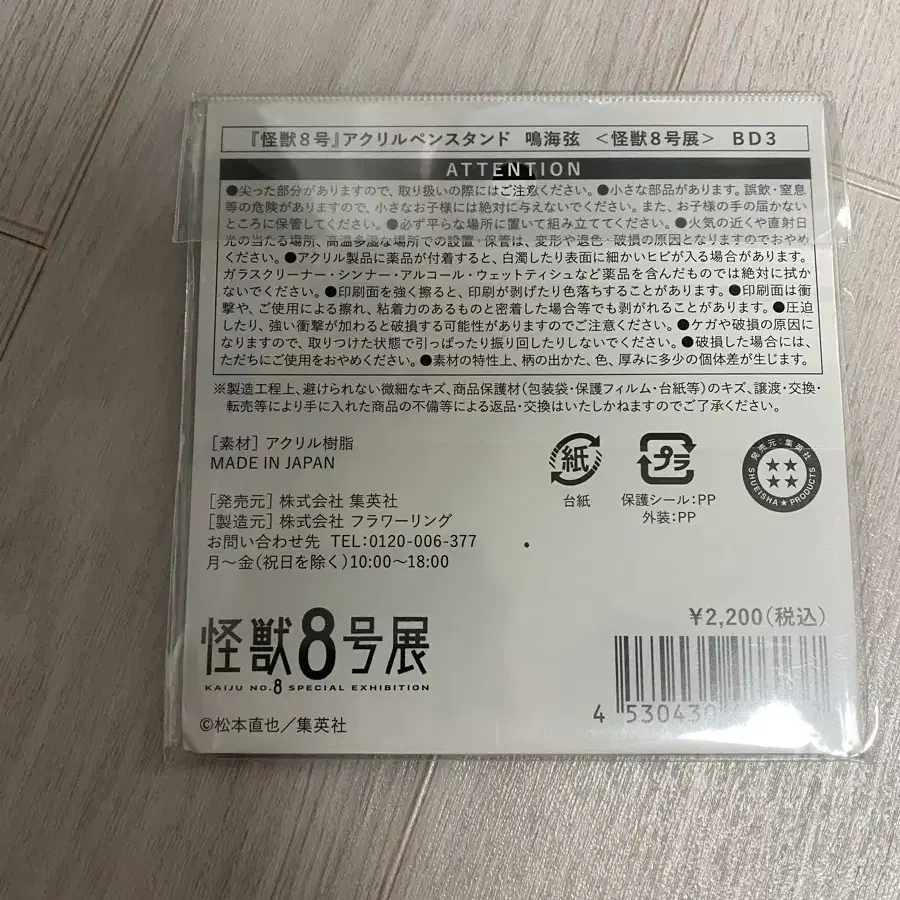 『怪獣8号』アクリルペンスタンド 鳴海弦 <怪獣8号展> BD3
ATTENTION
●尖った部分がありますので、取り扱いの際にはご注意ください。●小さな部品があります。誤飲・窒息
等の危険がありますので、小さなお子様には絶対に与えないでください。また、お子様の手の届かない
ところに保管してください。●必ず平らな場所に置いて組み立ててください。●火気の近くや直射日
光の当たる場所、高温多湿な場所での設置・保管は、変形や退色・破損の原因となりますのでおやめ
ください。●アクリル製品に薬品が付着すると、白濁したり表面に細かいヒビが入る場合があります。
ガラスクリーナー・シンナー・アルコール・ウェットティシュなど薬品を含んだものでは絶対に拭か
ないでください。●印刷面を強く擦ると、印刷が剥げたり色落ちすることがあります。●印刷面は衝
撃や、ご使用による擦れ、粘着力のあるものと密着した場合等でも剥がれることがあります。●圧迫
したり、強い衝撃が加わると破損する可能性がありますのでご注意ください。●ケガや破損の原因に
なりますので、取りつけた状態で引っぱったり振り回したりしないでください。●破損した場合には、
ただちにご使用をおやめください。●素材の特性上、柄の出かた、色、厚みに多少の個体差が生じます。
※製造工程上、避けられない微細なキズ、商品保護材(包装袋・保護フィルム・台紙等)のキズ、譲渡・交換・
転売等により手に入れた商品の不備等による返品・交換はいたしかねますのでご了承ください。
[素材] アクリル樹脂
MADE IN JAPAN
紙
台紙
プラ
保護シール:PP
外装:PP
発売元:集英社
SHUEISHA★PRODUCTS
[発売元] 株式会社 集英社
[製造元] 株式会社 フラワーリング
お問い合わせ先 TEL:0120-006-377
月〜金(祝日を除く)10:00〜18:00
怪獣8号展
KAIJU NO.8 SPECIAL EXHIBITION
©松本直也/集英社
¥2,200(税込)
4 530430